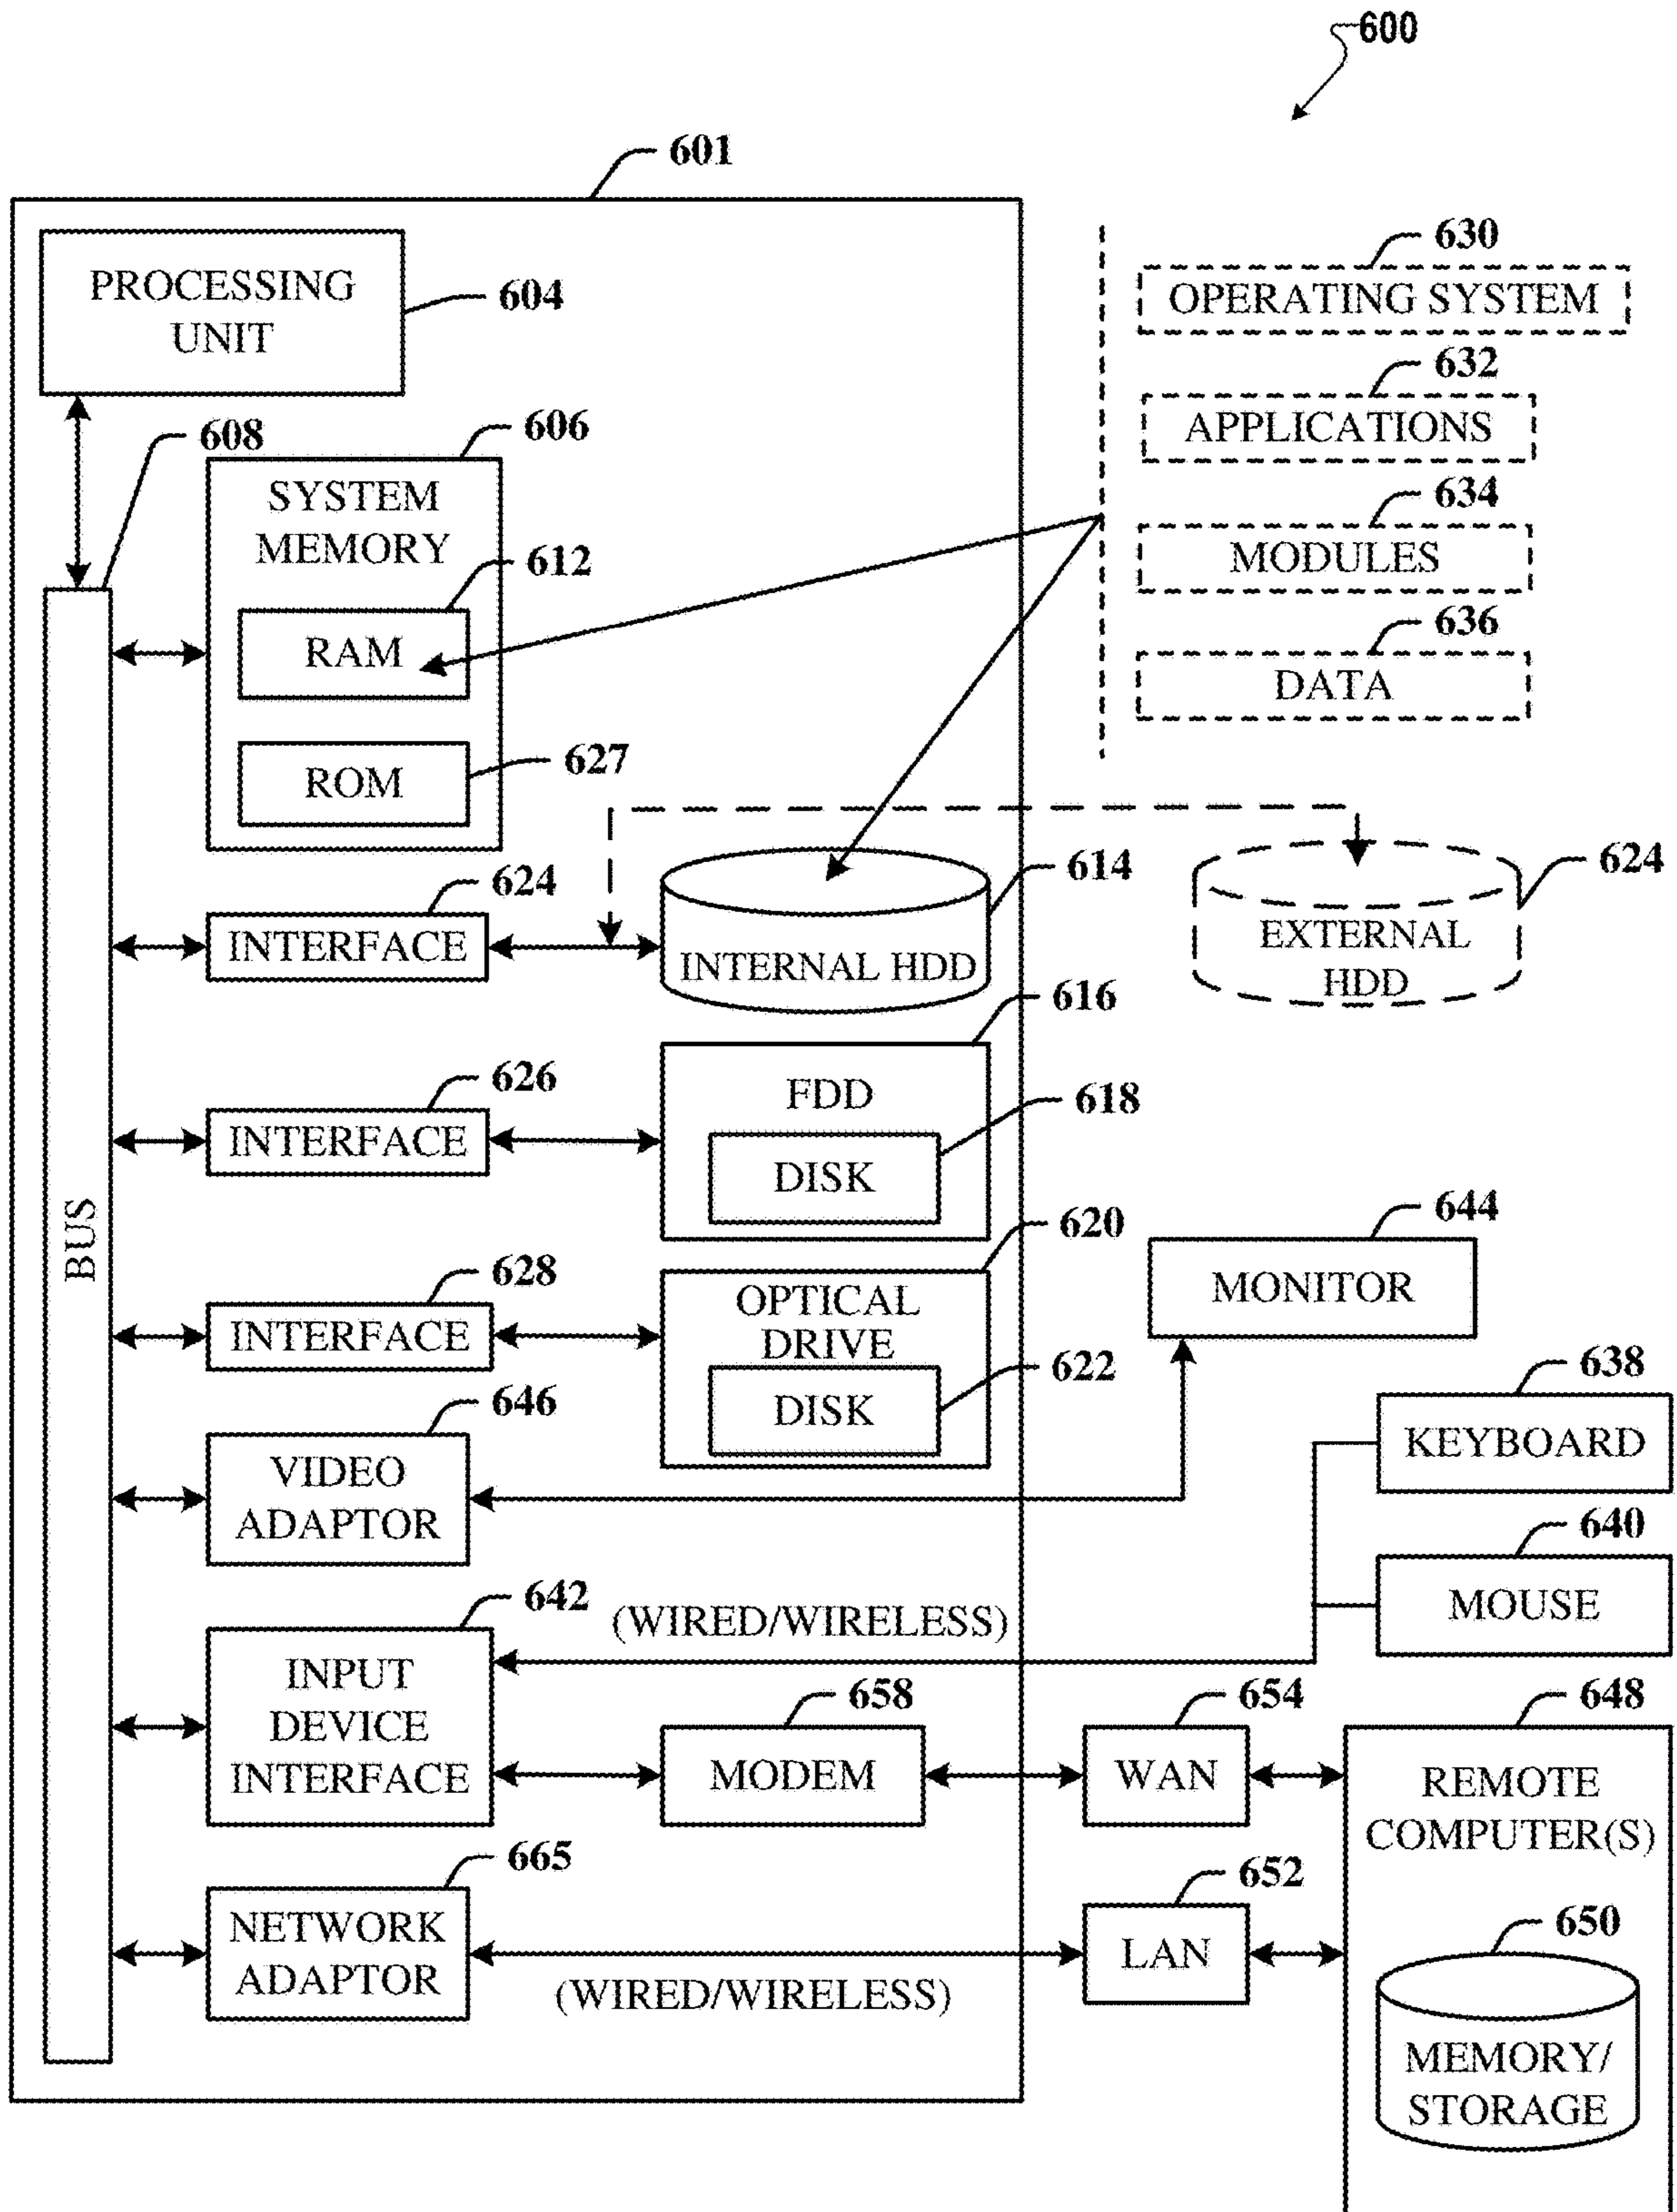 600
601
PROCESSING
UNIT
604
608
606
SYSTEM
MEMORY
612
RAM
ROM
627
630
OPERATING SYSTEM
632
APPLICATIONS
634
MODULES
636
DATA
624
INTERFACE
614
INTERNAL HDD
624
EXTERNAL
HDD
626
INTERFACE
616
FDD
618
DISK
BUS
628
INTERFACE
620
OPTICAL
DRIVE
622
DISK
644
MONITOR
646
VIDEO
ADAPTOR
638
KEYBOARD
640
MOUSE
642
INPUT
DEVICE
INTERFACE
(WIRED/WIRELESS)
658
MODEM
654
WAN
648
REMOTE
COMPUTER(S)
665
NETWORK
ADAPTOR
(WIRED/WIRELESS)
652
LAN
650
MEMORY/
STORAGE